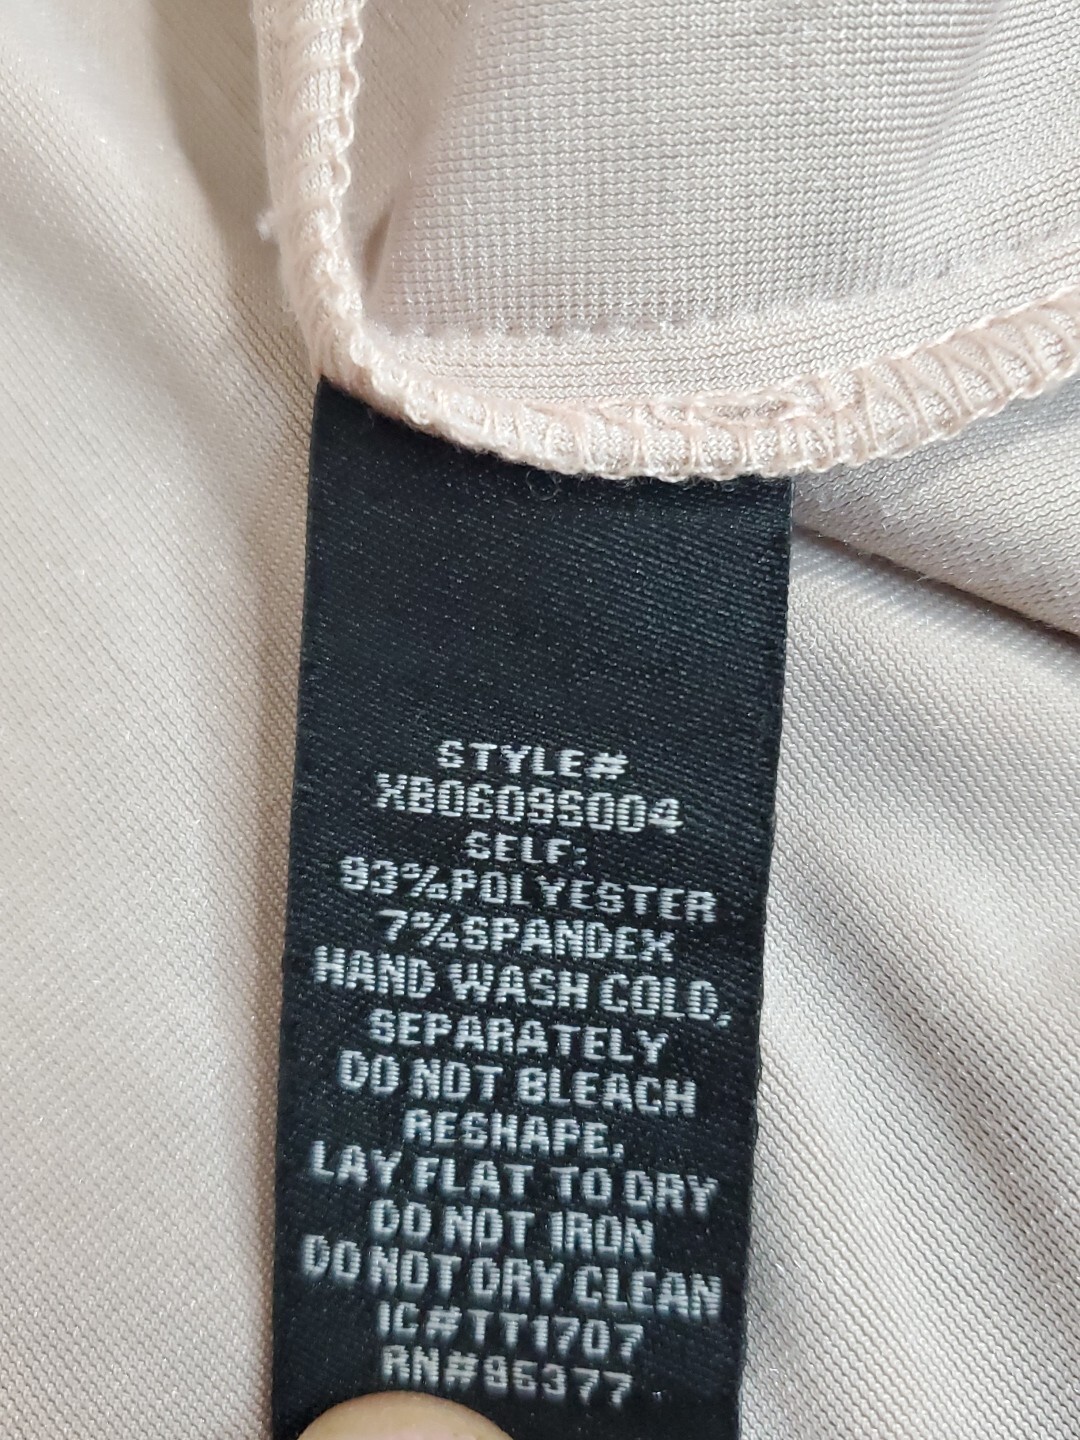 STYLE#
XB06095004
SELF:
93%POLYESTER
7%SPANDEX
HAND WASH COLD,
SEPARATELY
DO NOT BLEACH
RESHAPE,
LAY FLAT TO DRY
DO NOT IRON
DO NOT DRY CLEAN
IC#TT1707
RN#96377